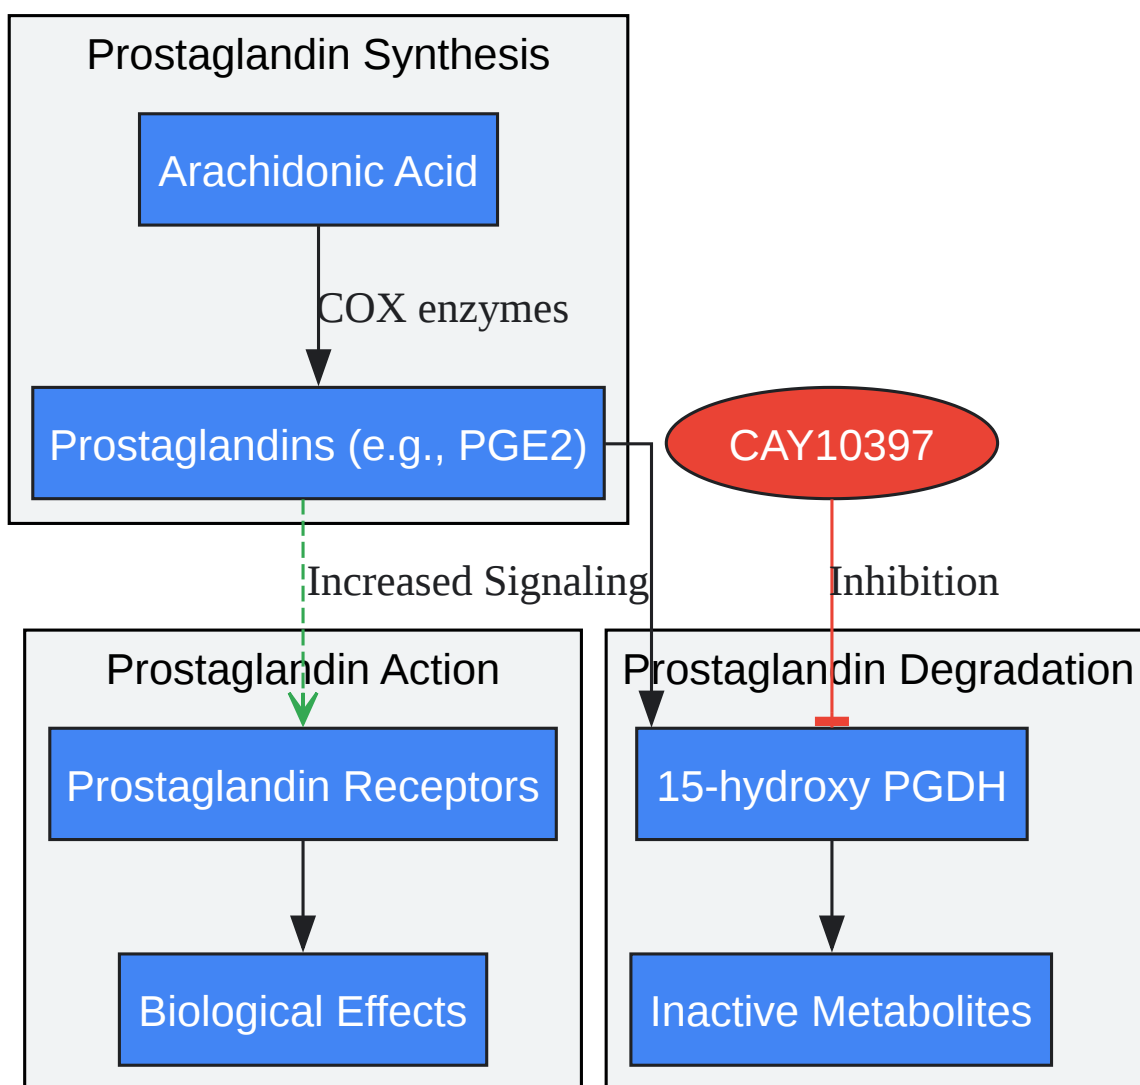 Prostaglandin Synthesis
Arachidonic Acid
COX enzymes
Prostaglandins (e.g., PGE2)
CAY10397
Increased Signaling
Inhibition
Prostaglandin Action
Prostaglandin Degradation
Prostaglandin Receptors
15-hydroxy PGDH
Biological Effects
Inactive Metabolites